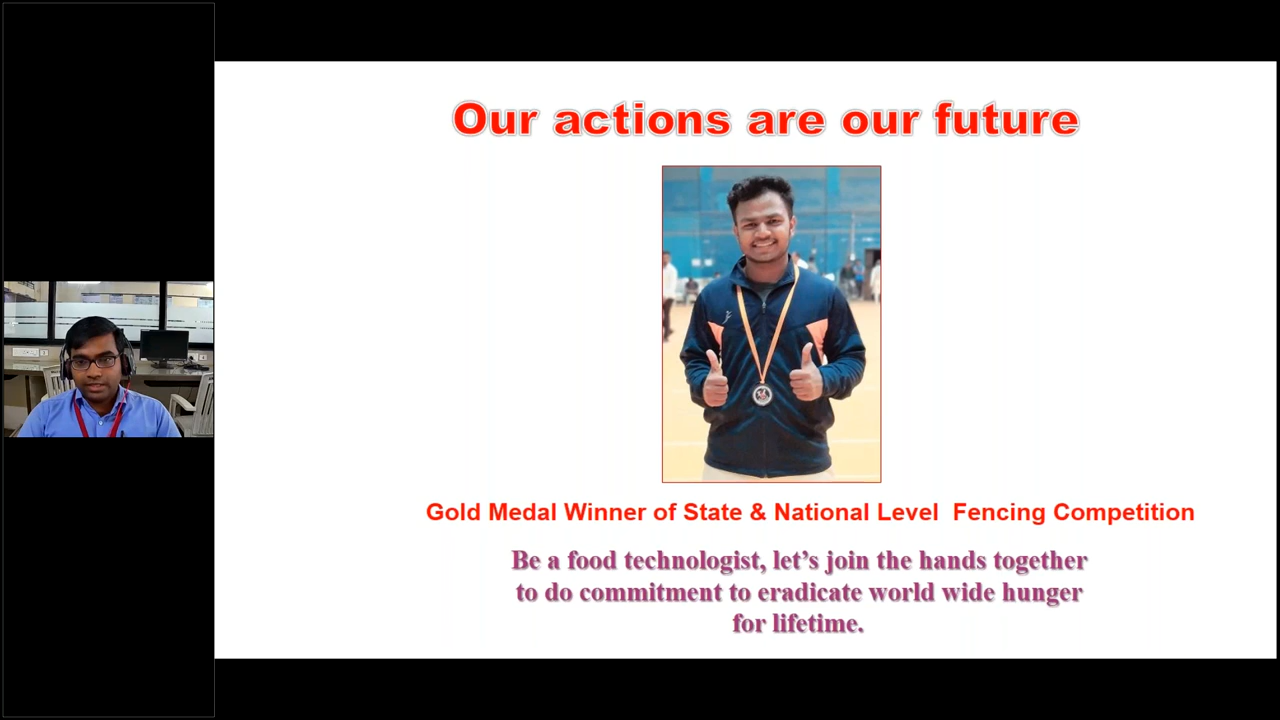 Our actions are our future
Gold Medal Winner of State & National Level  Fencing Competition
Be a food technologist, let’s join the hands together
to do commitment to eradicate world wide hunger
for lifetime.